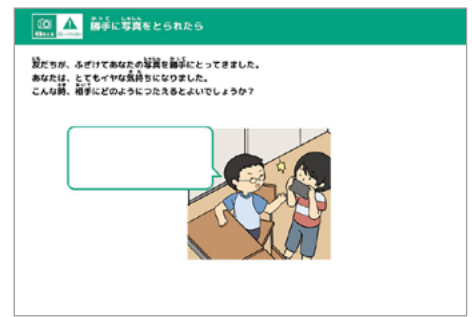 勝手に写真をとられたら
友だちが、ふざけてあなたの写真を勝手にとってきました。
あなたは、とてもイヤな気持ちになりました。
こんな時、相手にどのようにつたえるとよいでしょうか？